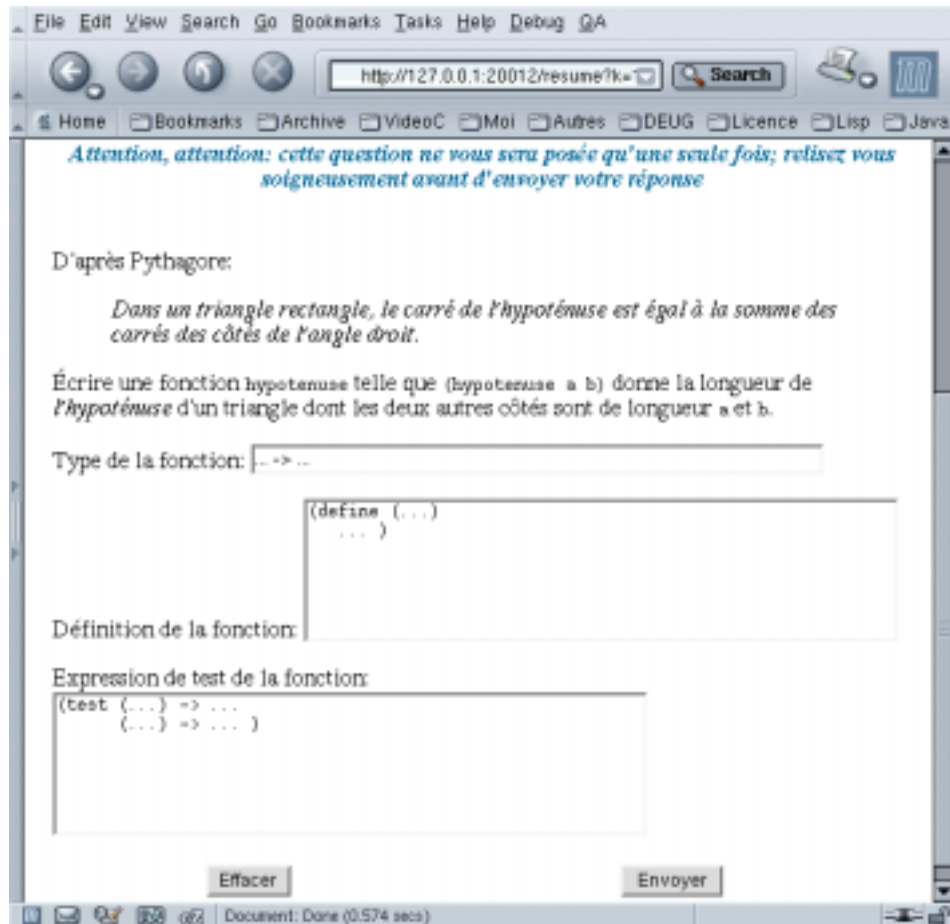 File Edit View Search Go Bookmarks Tasks Help Debug QA
http://127.0.0.1:20012/resume?k=1 Search
Home Bookmarks Archive VideoC Moi Autres DEUG Licence Lisp Java
Attention, attention: cette question ne vous sera posée qu'une seule fois; relisez vous
soigneusement avant d'envoyer votre réponse
D'après Pythagore:
Dans un triangle rectangle, le carré de l'hypoténuse est égal à la somme des
carrés des côtés de l'angle droit.
Écrire une fonction hypotenuse telle que (hypotenuse a b) donne la longueur de
l'hypoténuse d'un triangle dont les deux autres côtés sont de longueur a et b.
Type de la fonction: ... -> ...
(define (...)
... )
Définition de la fonction:
Expression de test de la fonction:
(test (...) -> ...
(...) -> ... )
Effacer Envoyer
Document: Done (0.574 secs)